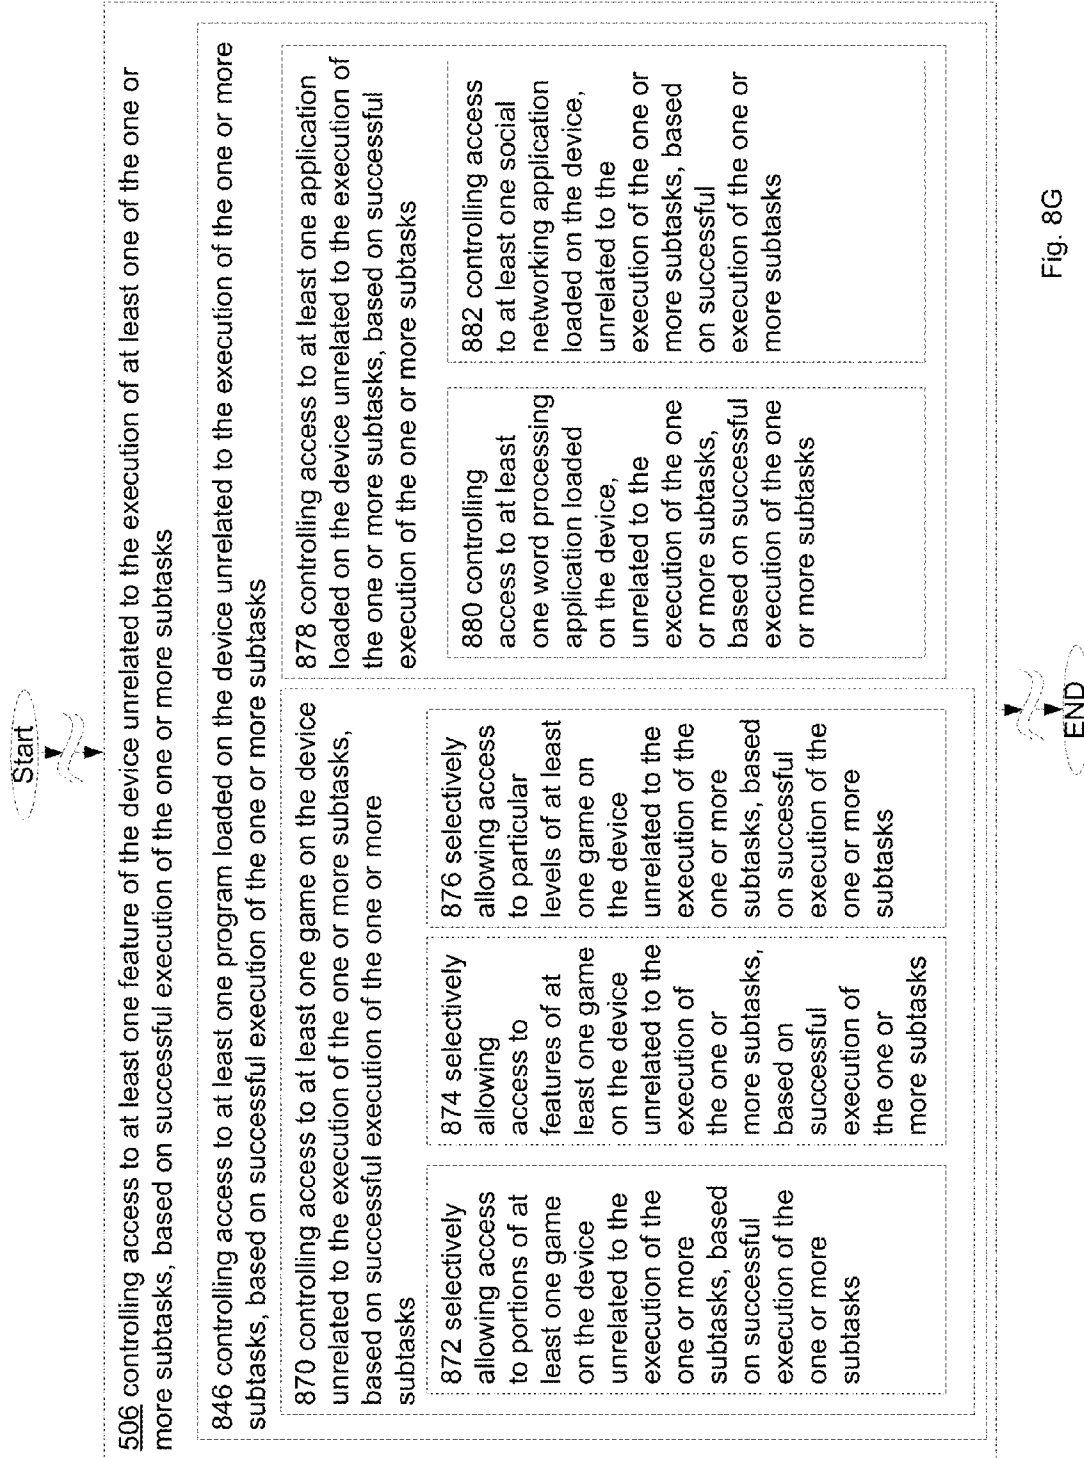 Start
506 controlling access to at least one feature of the device unrelated to the execution of at least one of the one or
more subtasks, based on successful execution of the one or more subtasks
846 controlling access to at least one program loaded on the device unrelated to the execution of the one or more
subtasks, based on successful execution of the one or more subtasks
870 controlling access to at least one game on the device
unrelated to the execution of the one or more subtasks,
based on successful execution of the one or more
subtasks
872 selectively
allowing access
to portions of at
least one game
on the device
unrelated to the
execution of the
one or more
subtasks, based
on successful
execution of the
one or more
subtasks
874 selectively
allowing
access to
features of at
least one game
on the device
unrelated to the
execution of
the one or
more subtasks,
based on
successful
execution of
the one or
more subtasks
876 selectively
allowing access
to particular
levels of at least
one game on
the device
unrelated to the
execution of the
one or more
subtasks, based
on successful
execution of the
one or more
subtasks
878 controlling access to at least one application
loaded on the device unrelated to the execution of
the one or more subtasks, based on successful
execution of the one or more subtasks
880 controlling
access to at least
one word processing
application loaded
on the device,
unrelated to the
execution of the one
or more subtasks,
based on successful
execution of the one
or more subtasks
882 controlling access
to at least one social
networking application
loaded on the device,
unrelated to the
execution of the one or
more subtasks, based
on successful
execution of the one or
more subtasks
END
Fig. 8G